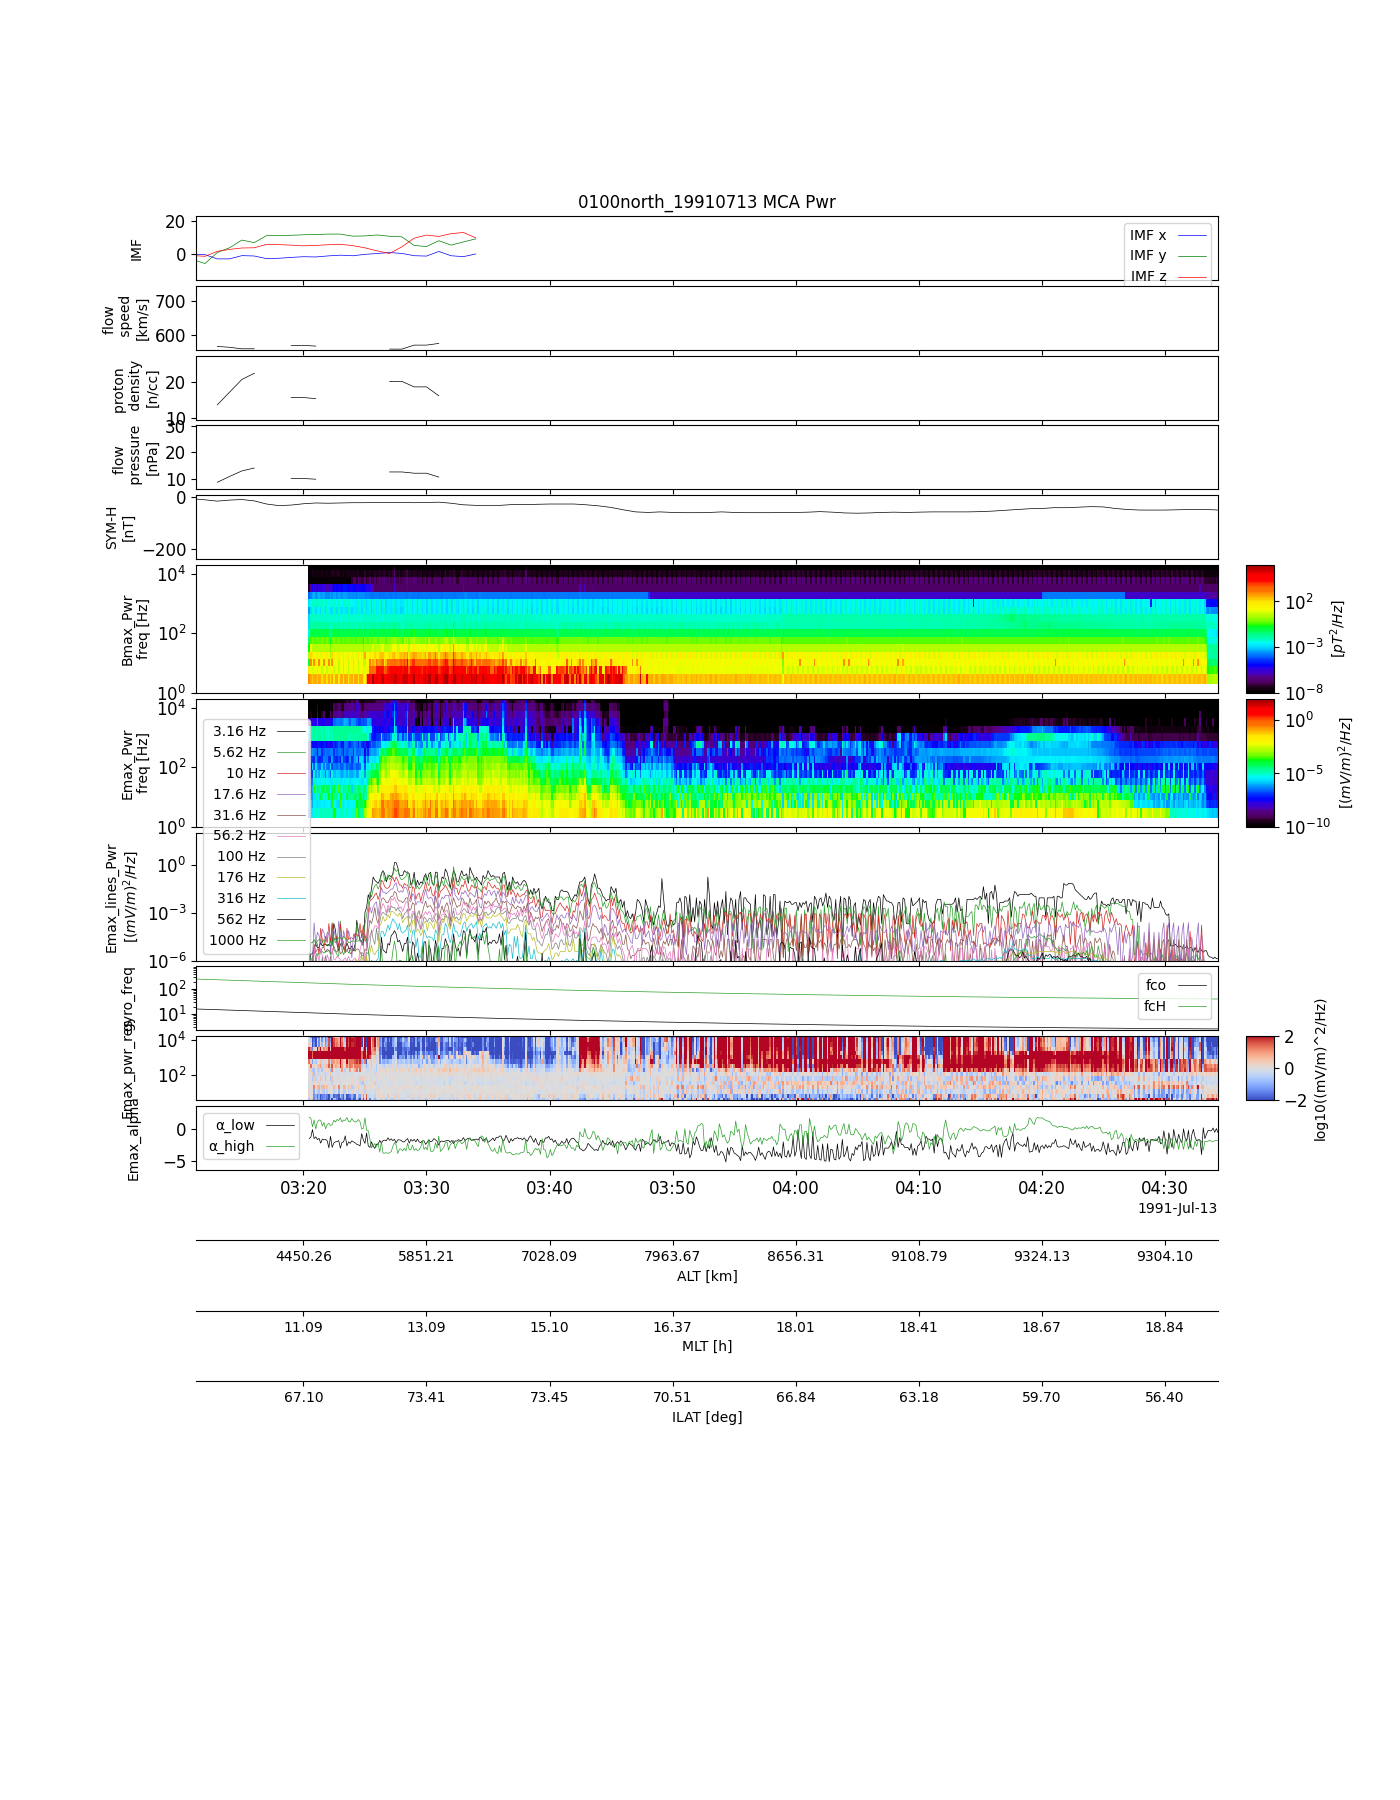 0100north_19910713 MCA Pwr
20
0
IMF
IMF x
IMF y
IMF z
700
600
flow
speed
[km/s]
20
10
proton
density
[n/cc]
30
20
10
flow
pressure
[nPa]
0
−200
SYM-H
[nT]
10^4
10^2
10^0
Bmax_Pwr
freq [Hz]
10^2
10^−3
10^−8
[pT^2/Hz]
10^4
10^2
10^0
Emax_Pwr
freq [Hz]
10^0
10^−5
10^−10
[(mV/m)^2/Hz]
3.16 Hz
5.62 Hz
10 Hz
17.6 Hz
31.6 Hz
56.2 Hz
100 Hz
176 Hz
316 Hz
562 Hz
1000 Hz
10^0
10^−3
10^−6
Emax_lines_Pwr
[(mV/m)^2/Hz]
10^2
10^1
gyro_freq
fco
fcH
10^4
10^2
Emax_pwr_reg
2
0
−2
log10((mV/m)^2/Hz)
0
−5
Emax_alpha
α_low
α_high
03:20 03:30 03:40 03:50 04:00 04:10 04:20 04:30
1991-Jul-13
4450.26 5851.21 7028.09 7963.67 8656.31 9108.79 9324.13 9304.10
ALT [km]
11.09 13.09 15.10 16.37 18.01 18.41 18.67 18.84
MLT [h]
67.10 73.41 73.45 70.51 66.84 63.18 59.70 56.40
ILAT [deg]